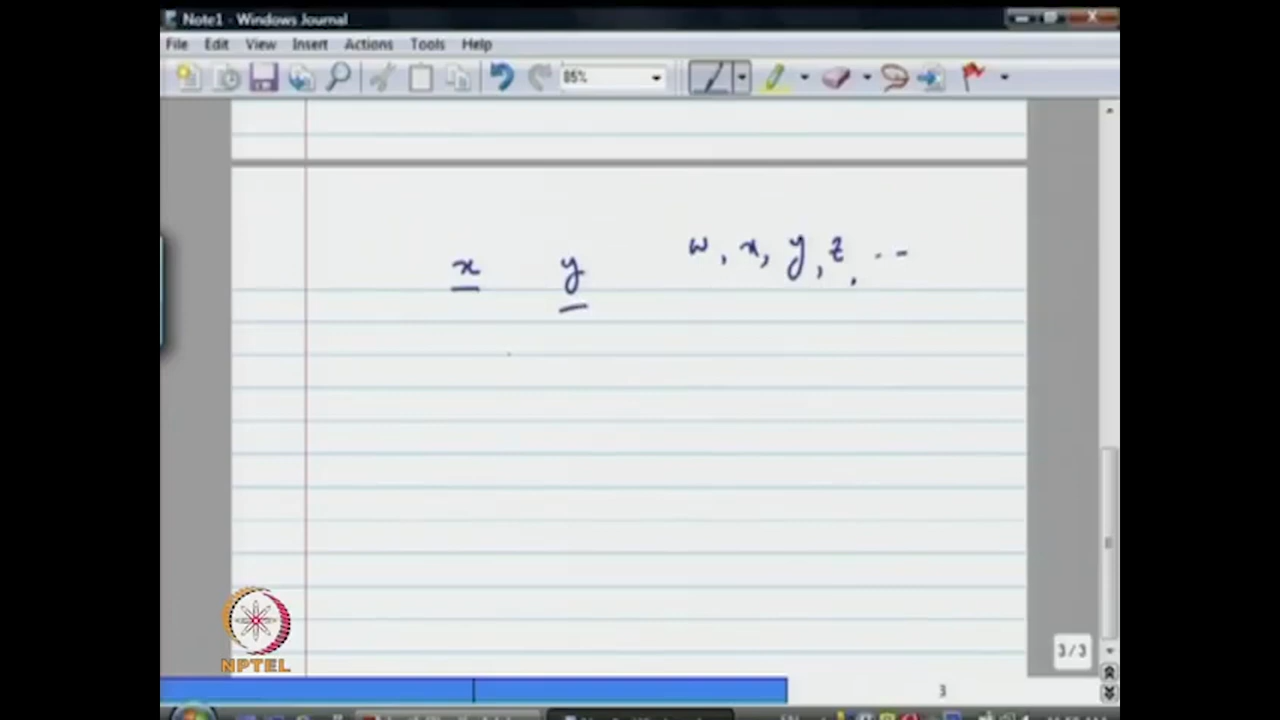 Note1 - Windows Journal
File Edit View Insert Actions Tools Help
85%
x y w, x, y, z, . --
NPTEL
3/3
3